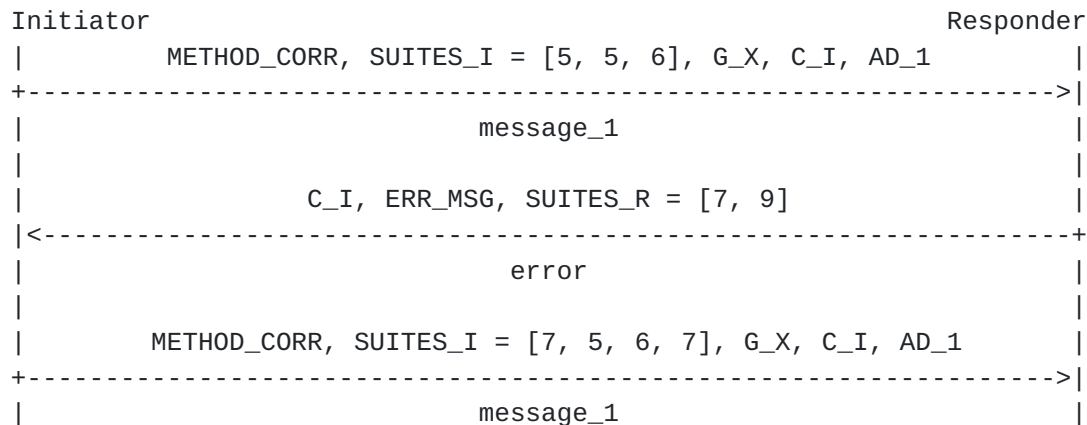 Initiator                                                   Responder
|         METHOD_CORR, SUITES_I = [5, 5, 6], G_X, C_I, AD_1         |
+------------------------------------------------------------------>|
|                             message_1                             |
|                                                                   |
|                  C_I, ERR_MSG, SUITES_R = [7, 9]                  |
|<------------------------------------------------------------------+
|                               error                               |
|                                                                   |
|        METHOD_CORR, SUITES_I = [7, 5, 6, 7], G_X, C_I, AD_1       |
+------------------------------------------------------------------>|
|                             message_1                             |